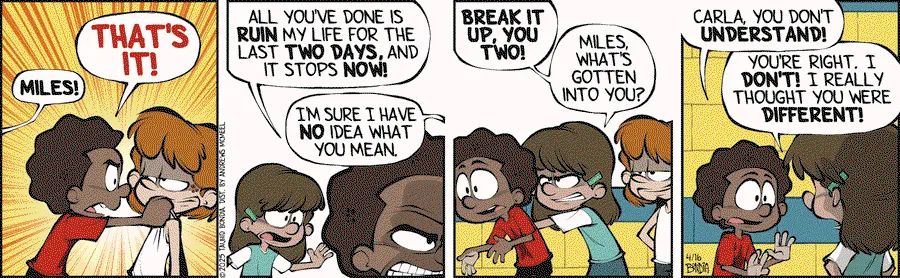 MILES!
THAT'S
IT!
ALL YOU'VE DONE IS
RUIN MY LIFE FOR THE
LAST TWO DAYS, AND
IT STOPS NOW!
I'M SURE I HAVE
NO IDEA WHAT
YOU MEAN.
BREAK IT
UP, YOU
TWO!
MILES,
WHAT'S
GOTTEN
INTO YOU?
CARLA, YOU DON'T
UNDERSTAND!
YOU'RE RIGHT. I
DON'T! I REALLY
THOUGHT YOU WERE
DIFFERENT!
4/16